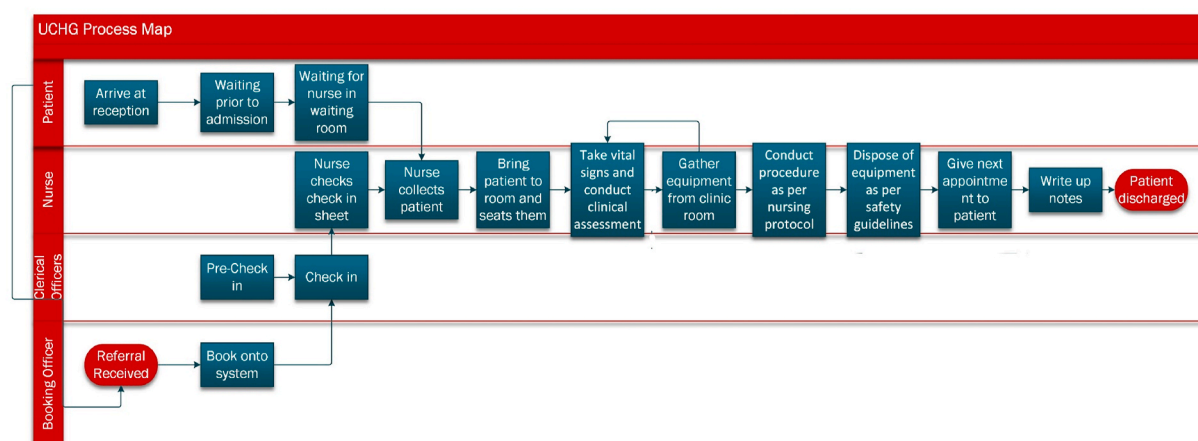 UCHG Process Map
Patient
Arrive at
reception
Waiting
prior to
admission
Waiting for
nurse in
waiting
room
Nurse
Nurse
checks
check in
sheet
Nurse
collects
patient
Bring
patient to
room and
seats them
Take vital
signs and
conduct
clinical
assessment
Gather
equipment
from clinic
room
Conduct
procedure
as per
nursing
protocol
Dispose of
equipment
as per
safety
guidelines
Give next
appointme
nt to
patient
Write up
notes
Patient
discharged
Clerical
Officers
Pre-Check
in
Check in
Booking Officer
Referral
Received
Book onto
system